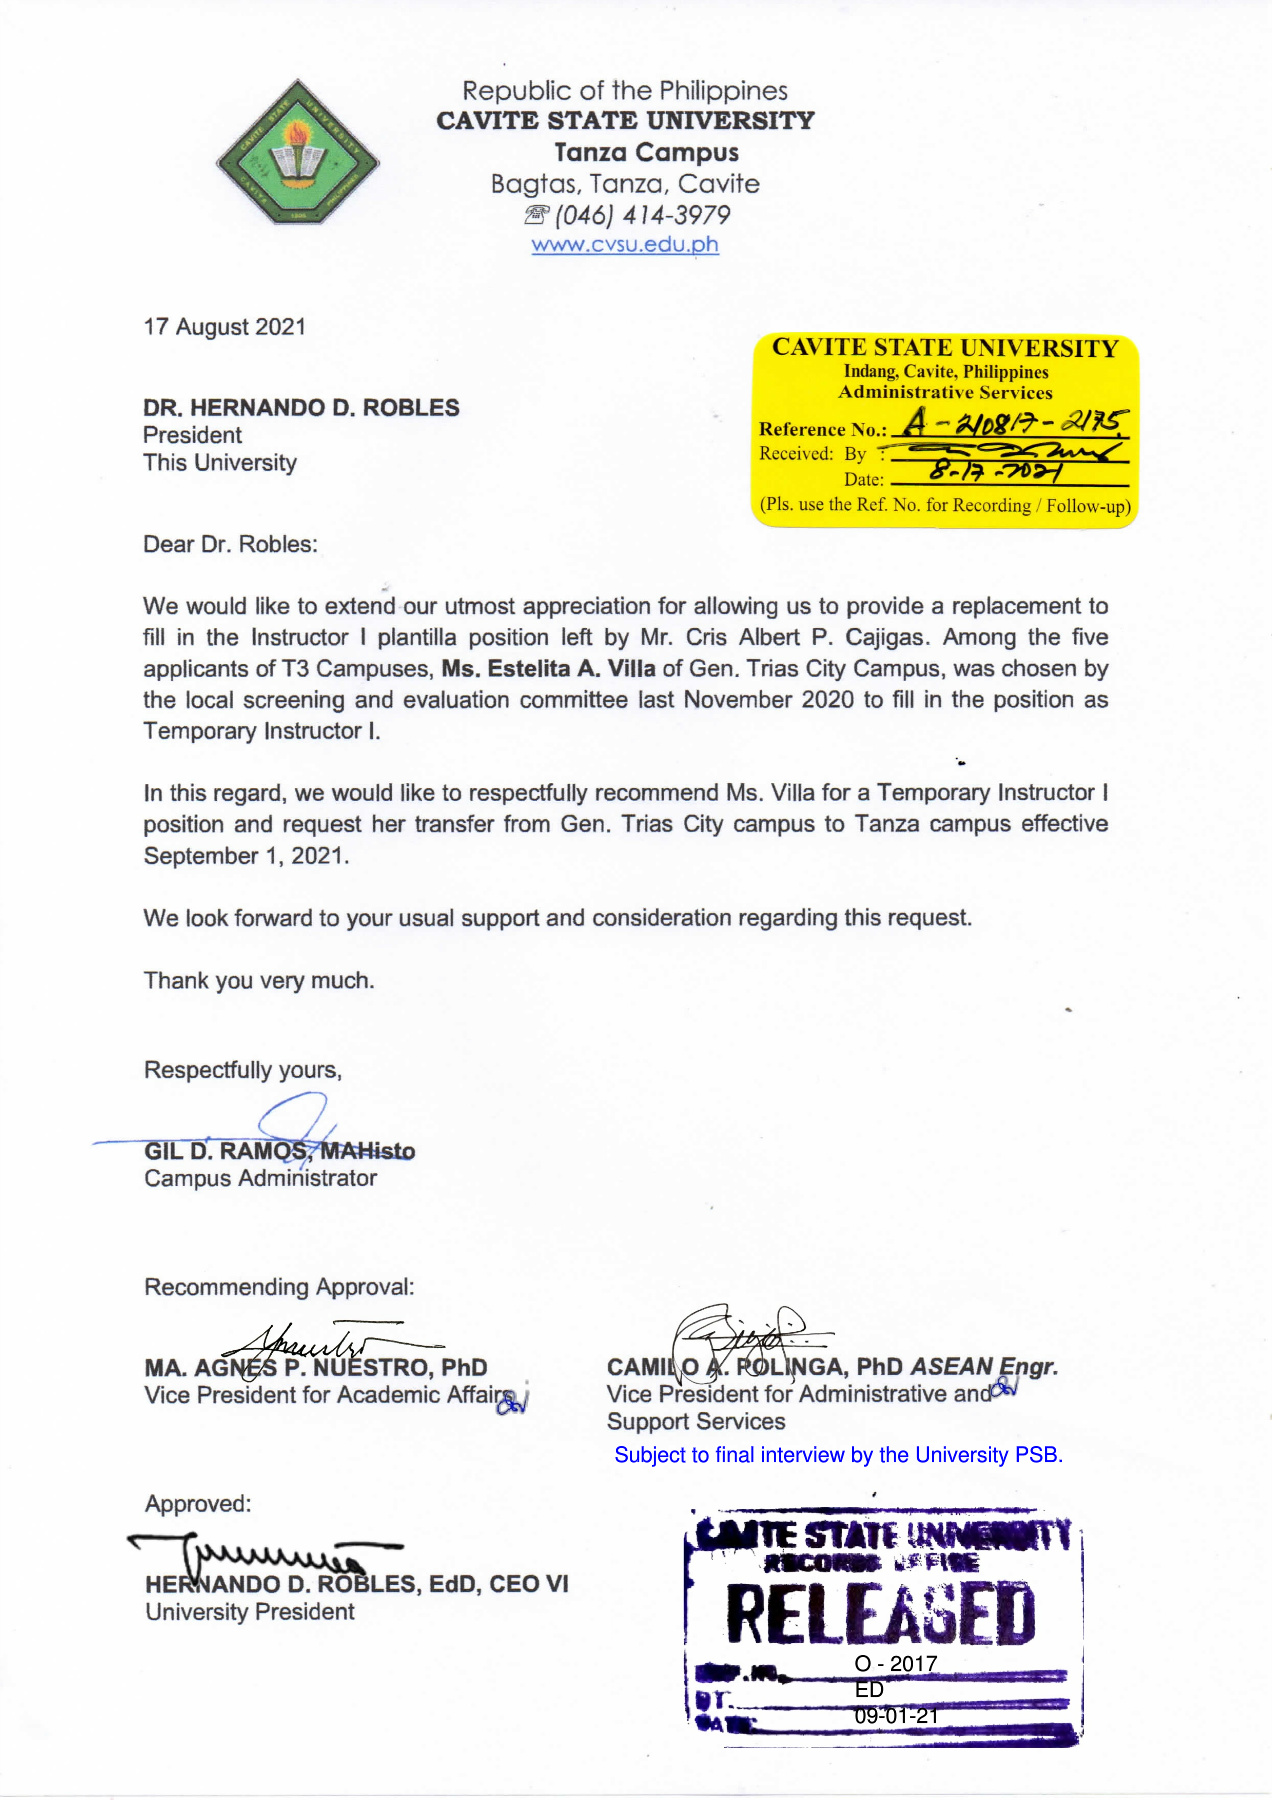 Republic of the Philippines
CAVITE STATE UNIVERSITY
Tanza Campus
Bagtas, Tanza, Cavite
☏ (046) 414-3979
www.cvsu.edu.ph
CAVITE STATE UNIVERSITY
CAVITE PHILIPPINES
1906
17 August 2021
CAVITE STATE UNIVERSITY
Indang, Cavite, Philippines
Administrative Services
Reference No.: A - 210817 - 2175
Received: By :
Date: 8-17-2021
(Pls. use the Ref. No. for Recording / Follow-up)
DR. HERNANDO D. ROBLES
President
This University
Dear Dr. Robles:
We would like to extend our utmost appreciation for allowing us to provide a replacement to
fill in the Instructor I plantilla position left by Mr. Cris Albert P. Cajigas. Among the five
applicants of T3 Campuses, Ms. Estelita A. Villa of Gen. Trias City Campus, was chosen by
the local screening and evaluation committee last November 2020 to fill in the position as
Temporary Instructor I.
In this regard, we would like to respectfully recommend Ms. Villa for a Temporary Instructor I
position and request her transfer from Gen. Trias City campus to Tanza campus effective
September 1, 2021.
We look forward to your usual support and consideration regarding this request.
Thank you very much.
Respectfully yours,
GIL D. RAMOS, MAHisto
Campus Administrator
Recommending Approval:
MA. AGNES P. NUESTRO, PhD
Vice President for Academic Affairs
CAMILO A. POLINGA, PhD ASEAN Engr.
Vice President for Administrative and
Support Services
Subject to final interview by the University PSB.
Approved:
HERNANDO D. ROBLES, EdD, CEO VI
University President
CAVITE STATE UNIVERSITY
RECORDS OFFICE
RELEASED
O - 2017
ED
DATE: 09-01-21